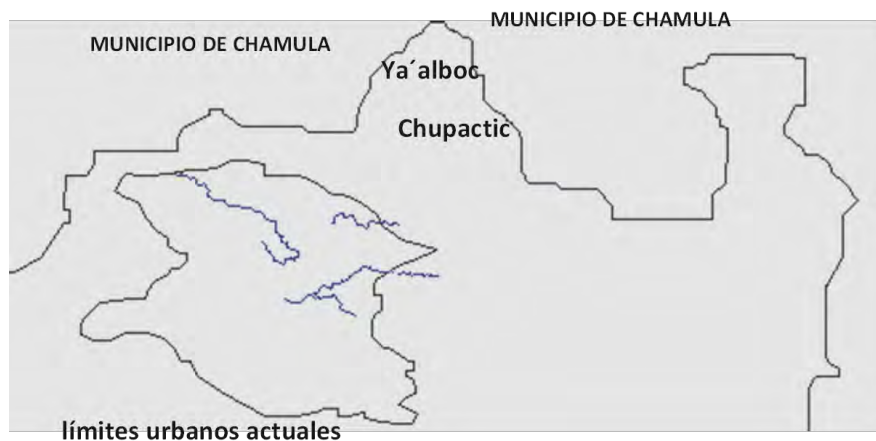 MUNICIPIO DE CHAMULA
MUNICIPIO DE CHAMULA
Ya´alboc
Chupactic
límites urbanos actuales